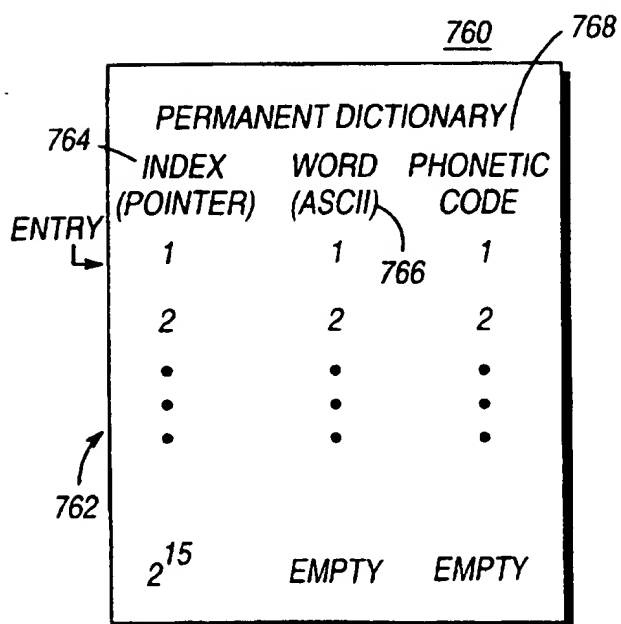 760
768
PERMANENT DICTIONARY
764
INDEX WORD PHONETIC
(POINTER) (ASCII) CODE
ENTRY
1 1 1
766
2 2 2
762
2^15 EMPTY EMPTY